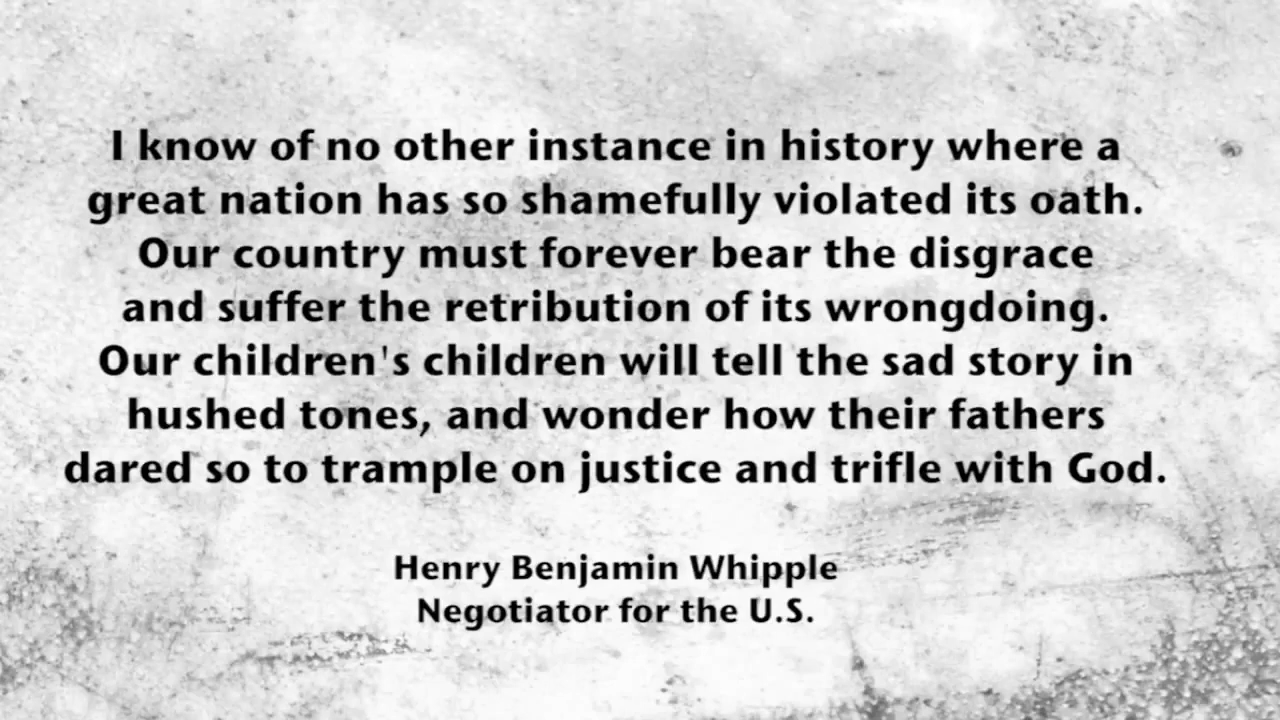 I know of no other instance in history where a
great nation has so shamefully violated its oath.
Our country must forever bear the disgrace
and suffer the retribution of its wrongdoing.
Our children's children will tell the sad story in
hushed tones, and wonder how their fathers
dared so to trample on justice and trifle with God.
Henry Benjamin Whipple
Negotiator for the U.S.